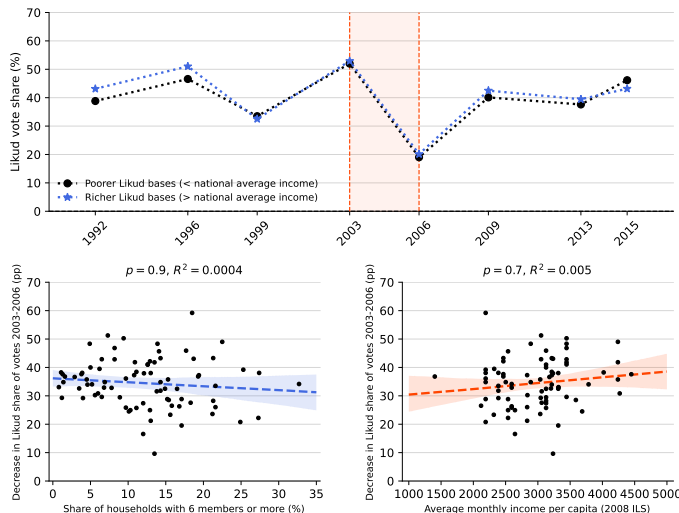 Likud vote share (%)
70
60
50
40
30
20
10
0
Poorer Likud bases (< national average income)
Richer Likud bases (> national average income)
1992
1996
1999
2003
2006
2009
2013
2015
p = 0.9, R² = 0.0004
Decrease in Likud share of votes 2003-2006 (pp)
70
60
50
40
30
20
10
0
0 5 10 15 20 25 30 35
Share of households with 6 members or more (%)
p = 0.7, R² = 0.005
Decrease in Likud share of votes 2003-2006 (pp)
70
60
50
40
30
20
10
0
1000 1500 2000 2500 3000 3500 4000 4500 5000
Average monthly income per capita (2008 ILS)